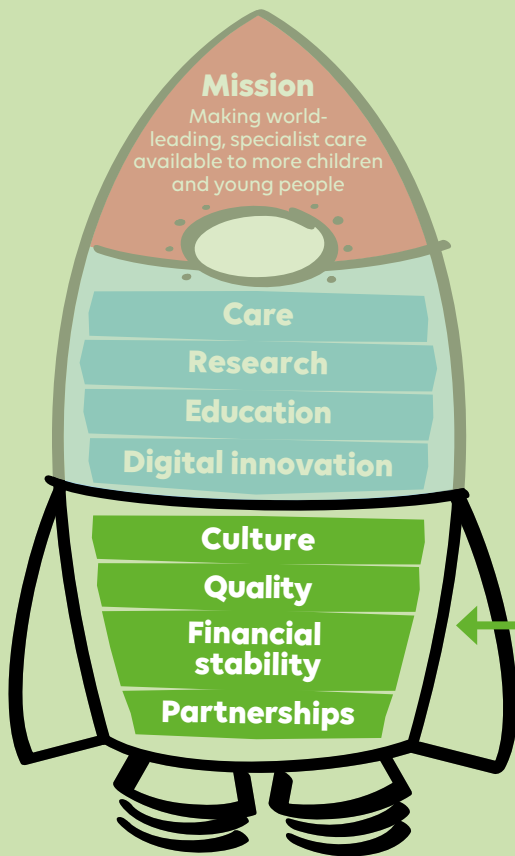 Mission
Making world-
leading, specialist care
available to more children
and young people
Care
Research
Education
Digital innovation
Culture
Quality
Financial
stability
Partnerships